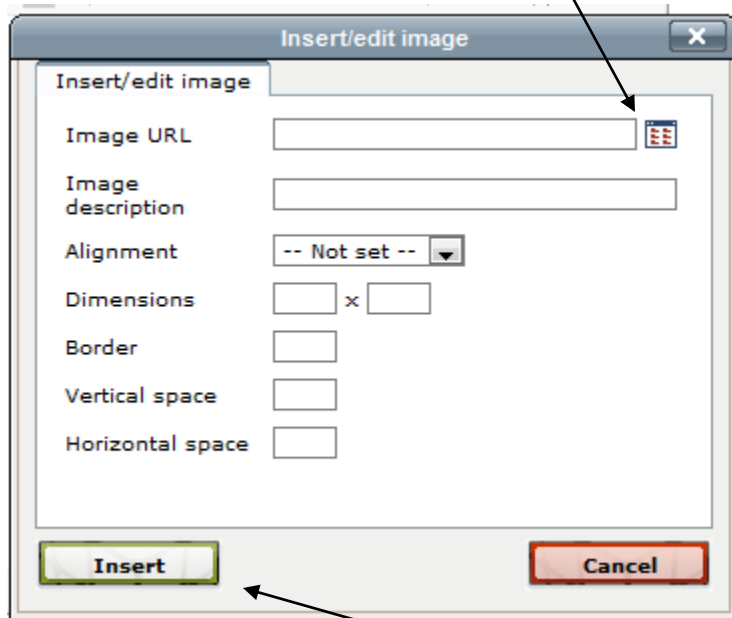 Insert/edit image
Insert/edit image
Image URL
Image
description
Alignment -- Not set --
Dimensions x
Border
Vertical space
Horizontal space
Insert Cancel